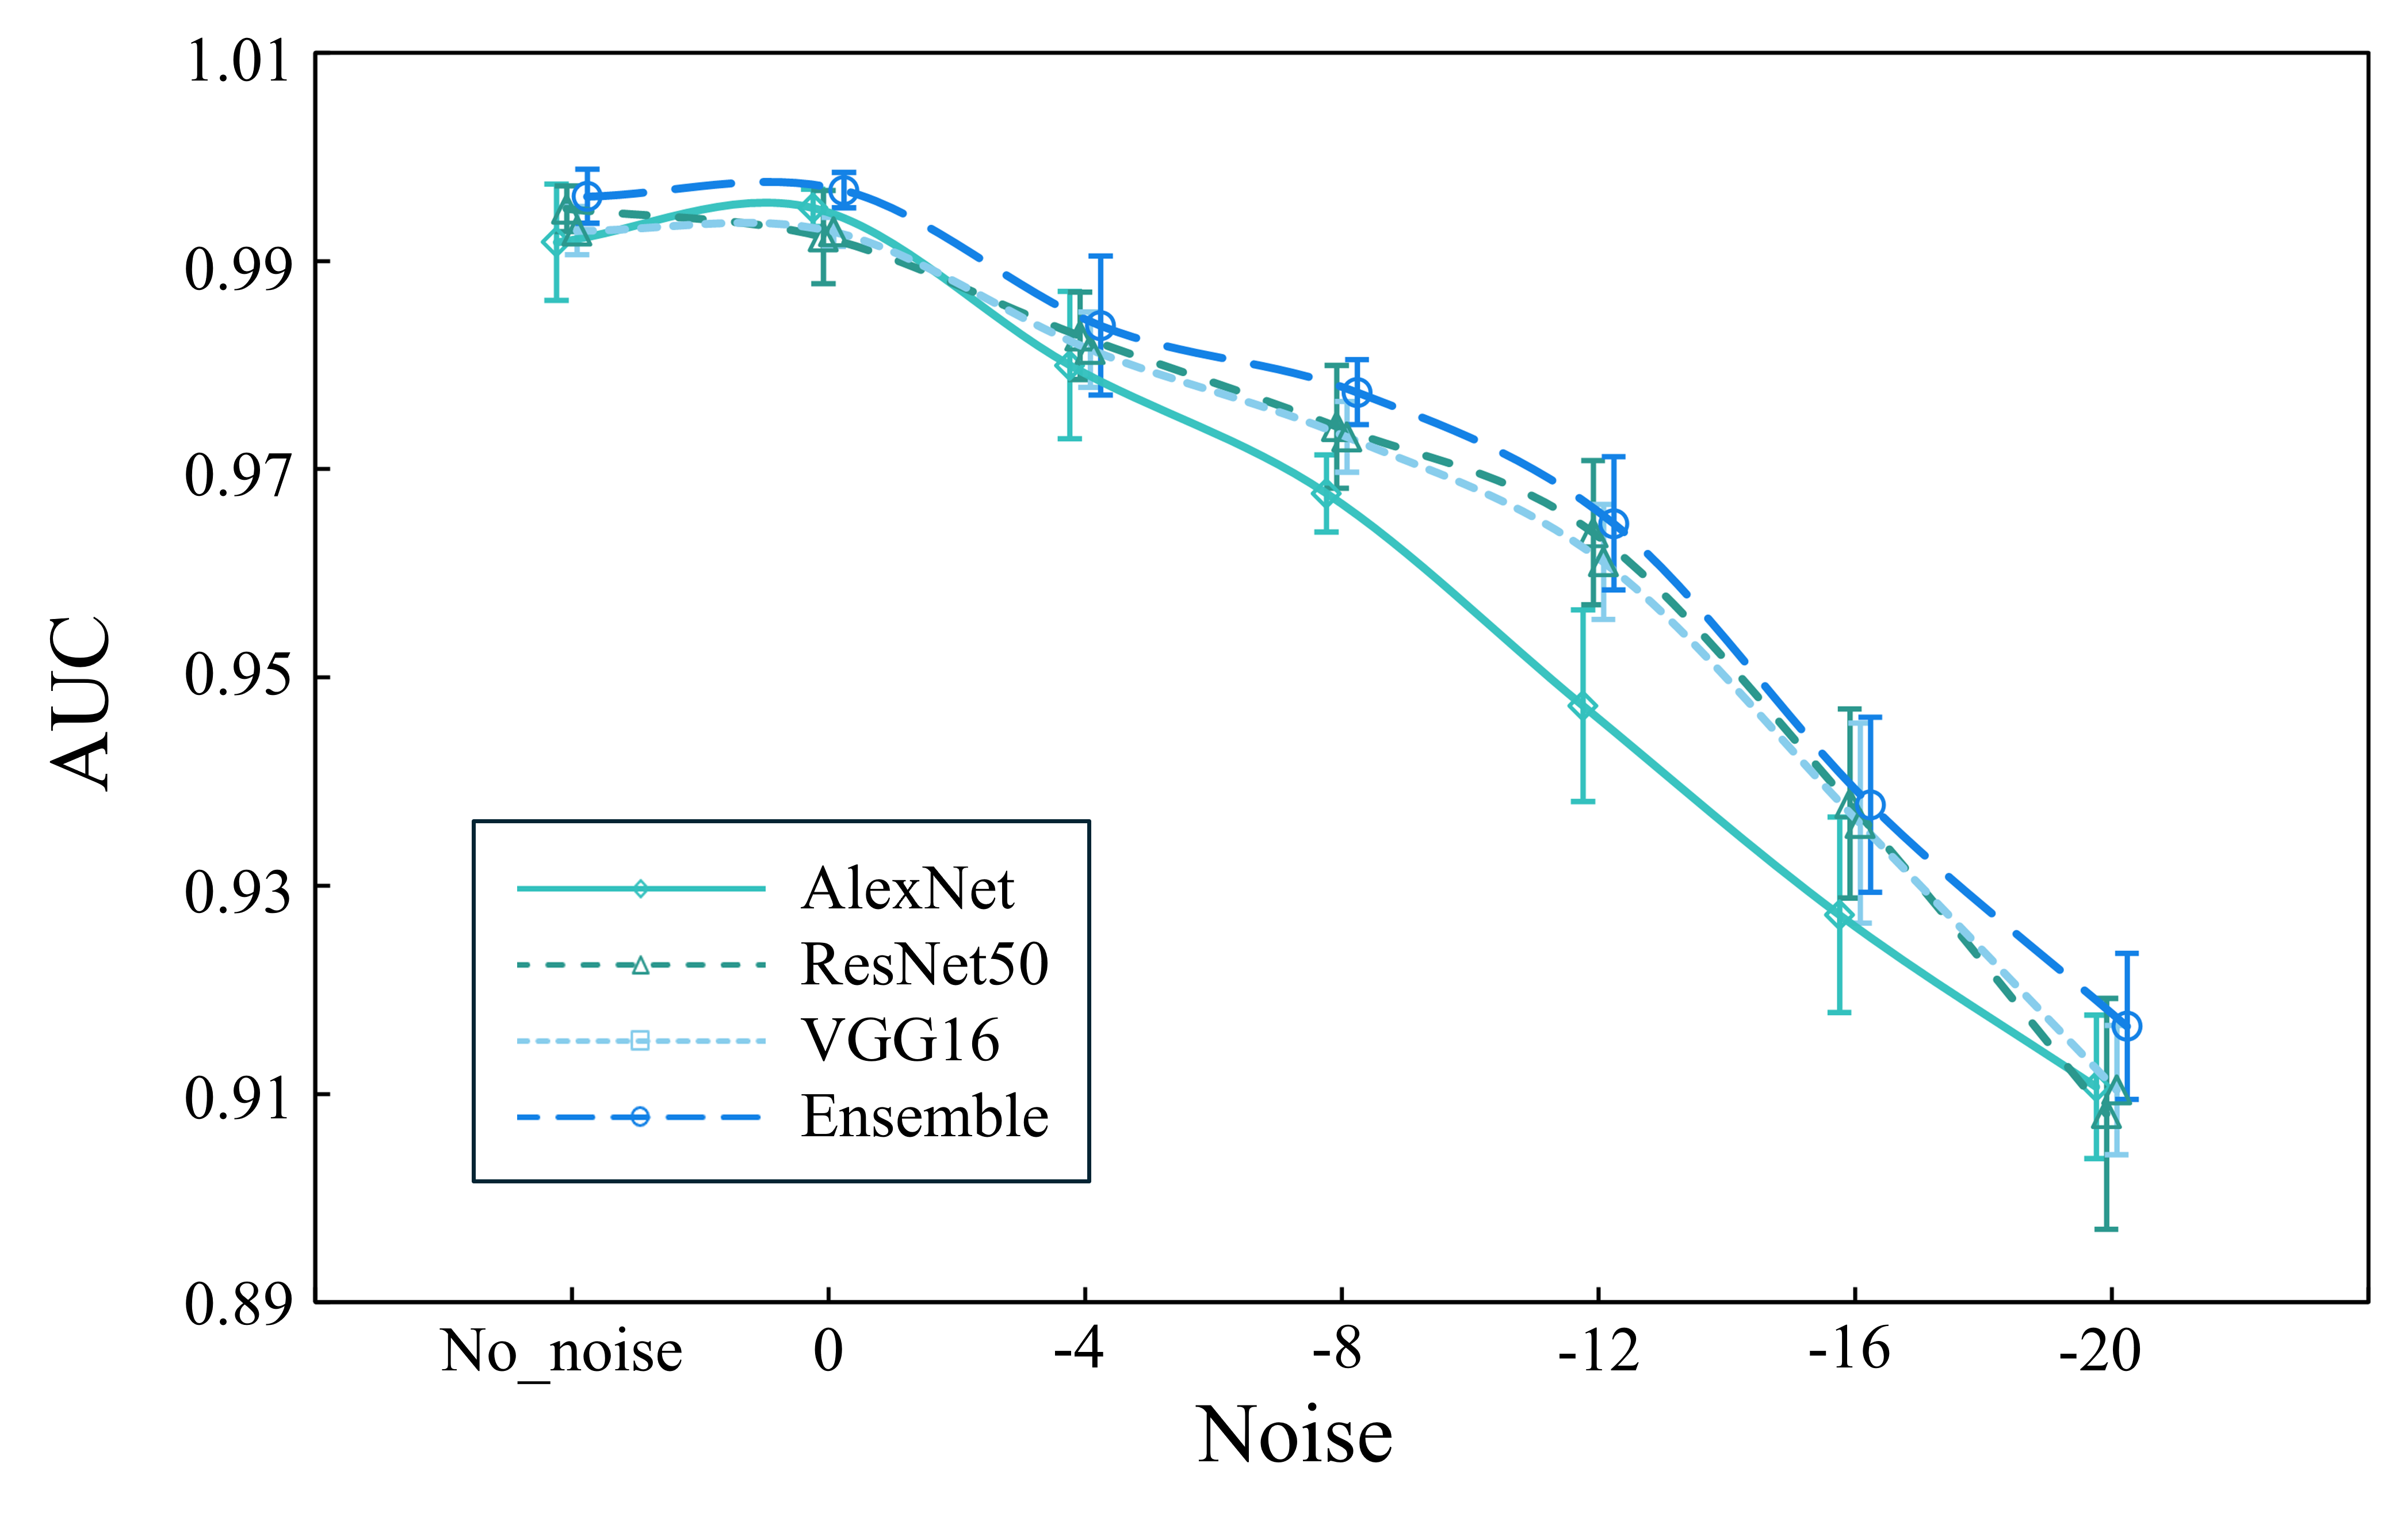 1.01
0.99
0.97
0.95
0.93
0.91
0.89
AUC
AlexNet
ResNet50
VGG16
Ensemble
No_noise 0 -4 -8 -12 -16 -20
Noise